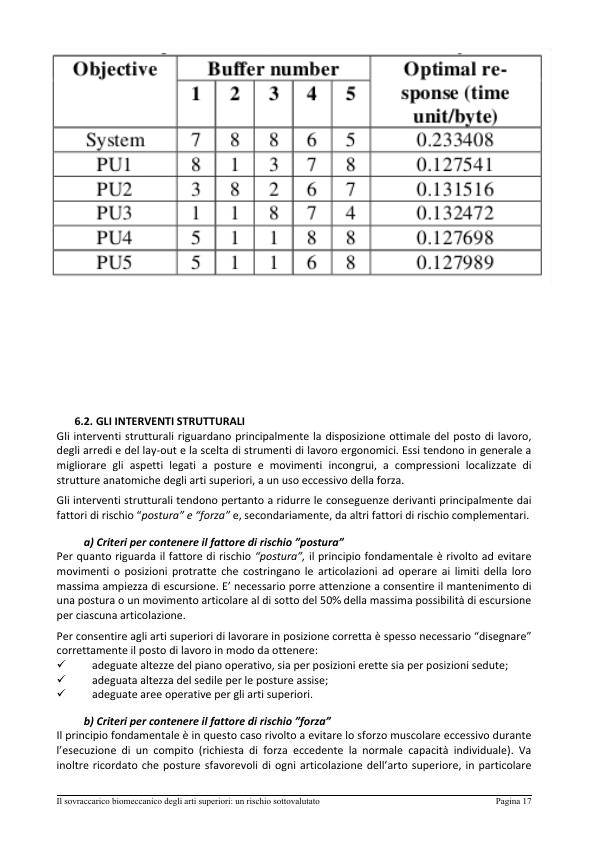 Objective Buffer number Optimal re-
1 2 3 4 5 sponse (time
unit/byte)
System 7 8 8 6 5 0.233408
PU1 8 1 3 7 8 0.127541
PU2 3 8 2 6 7 0.131516
PU3 1 1 8 7 4 0.132472
PU4 5 1 1 8 8 0.127698
PU5 5 1 1 6 8 0.127989
6.2. GLI INTERVENTI STRUTTURALI
Gli interventi strutturali riguardano principalmente la disposizione ottimale del posto di lavoro,
degli arredi e del lay-out e la scelta di strumenti di lavoro ergonomici. Essi tendono in generale a
migliorare gli aspetti legati a posture e movimenti incongrui, a compressioni localizzate di
strutture anatomiche degli arti superiori, a un uso eccessivo della forza.
Gli interventi strutturali tendono pertanto a ridurre le conseguenze derivanti principalmente dai
fattori di rischio “postura” e “forza” e, secondariamente, da altri fattori di rischio complementari.
a) Criteri per contenere il fattore di rischio ”postura”
Per quanto riguarda il fattore di rischio “postura”, il principio fondamentale è rivolto ad evitare
movimenti o posizioni protratte che costringano le articolazioni ad operare ai limiti della loro
massima ampiezza di escursione. E’ necessario porre attenzione a consentire il mantenimento di
una postura o un movimento articolare al di sotto del 50% della massima possibilità di escursione
per ciascuna articolazione.
Per consentire agli arti superiori di lavorare in posizione corretta è spesso necessario “disegnare”
correttamente il posto di lavoro in modo da ottenere:
✓ adeguate altezze del piano operativo, sia per posizioni erette sia per posizioni sedute;
✓ adeguata altezza del sedile per le posture assise;
✓ adeguate aree operative per gli arti superiori.
b) Criteri per contenere il fattore di rischio ”forza”
Il principio fondamentale è in questo caso rivolto a evitare lo sforzo muscolare eccessivo durante
l’esecuzione di un compito (richiesta di forza eccedente la normale capacità individuale). Va
inoltre ricordato che posture sfavorevoli di ogni articolazione dell’arto superiore, in particolare
Il sovraccarico biomeccanico degli arti superiori: un rischio sottovalutato Pagina 17